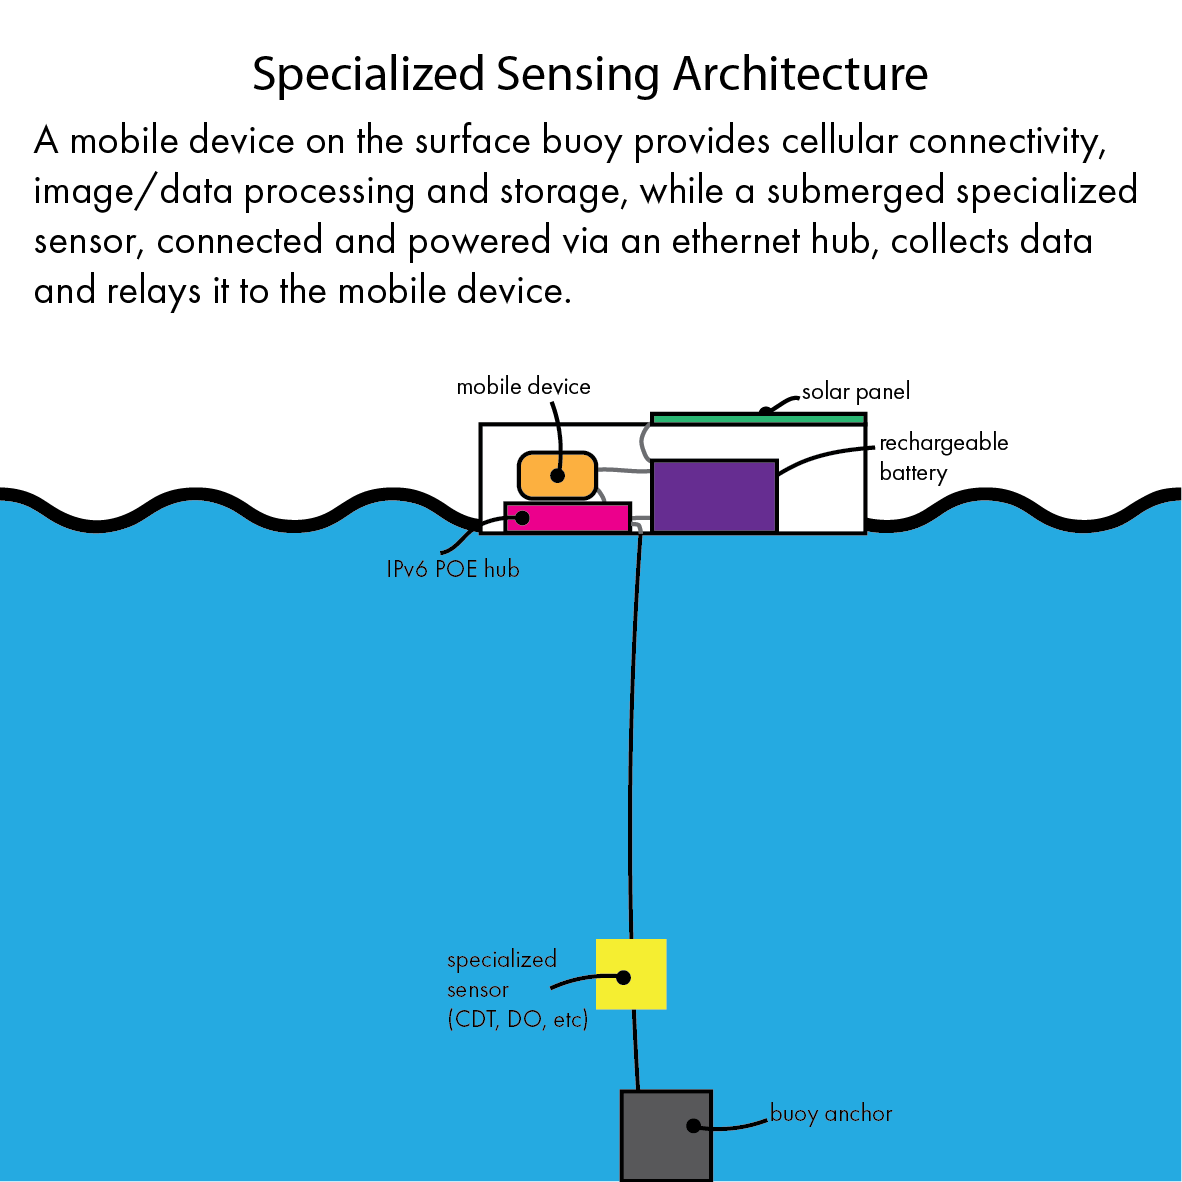 Specialized Sensing Architecture
A mobile device on the surface buoy provides cellular connectivity,
image/data processing and storage, while a submerged specialized
sensor, connected and powered via an ethernet hub, collects data
and relays it to the mobile device.
mobile device
solar panel
rechargeable
battery
IPv6 POE hub
specialized
sensor
(CDT, DO, etc)
buoy anchor